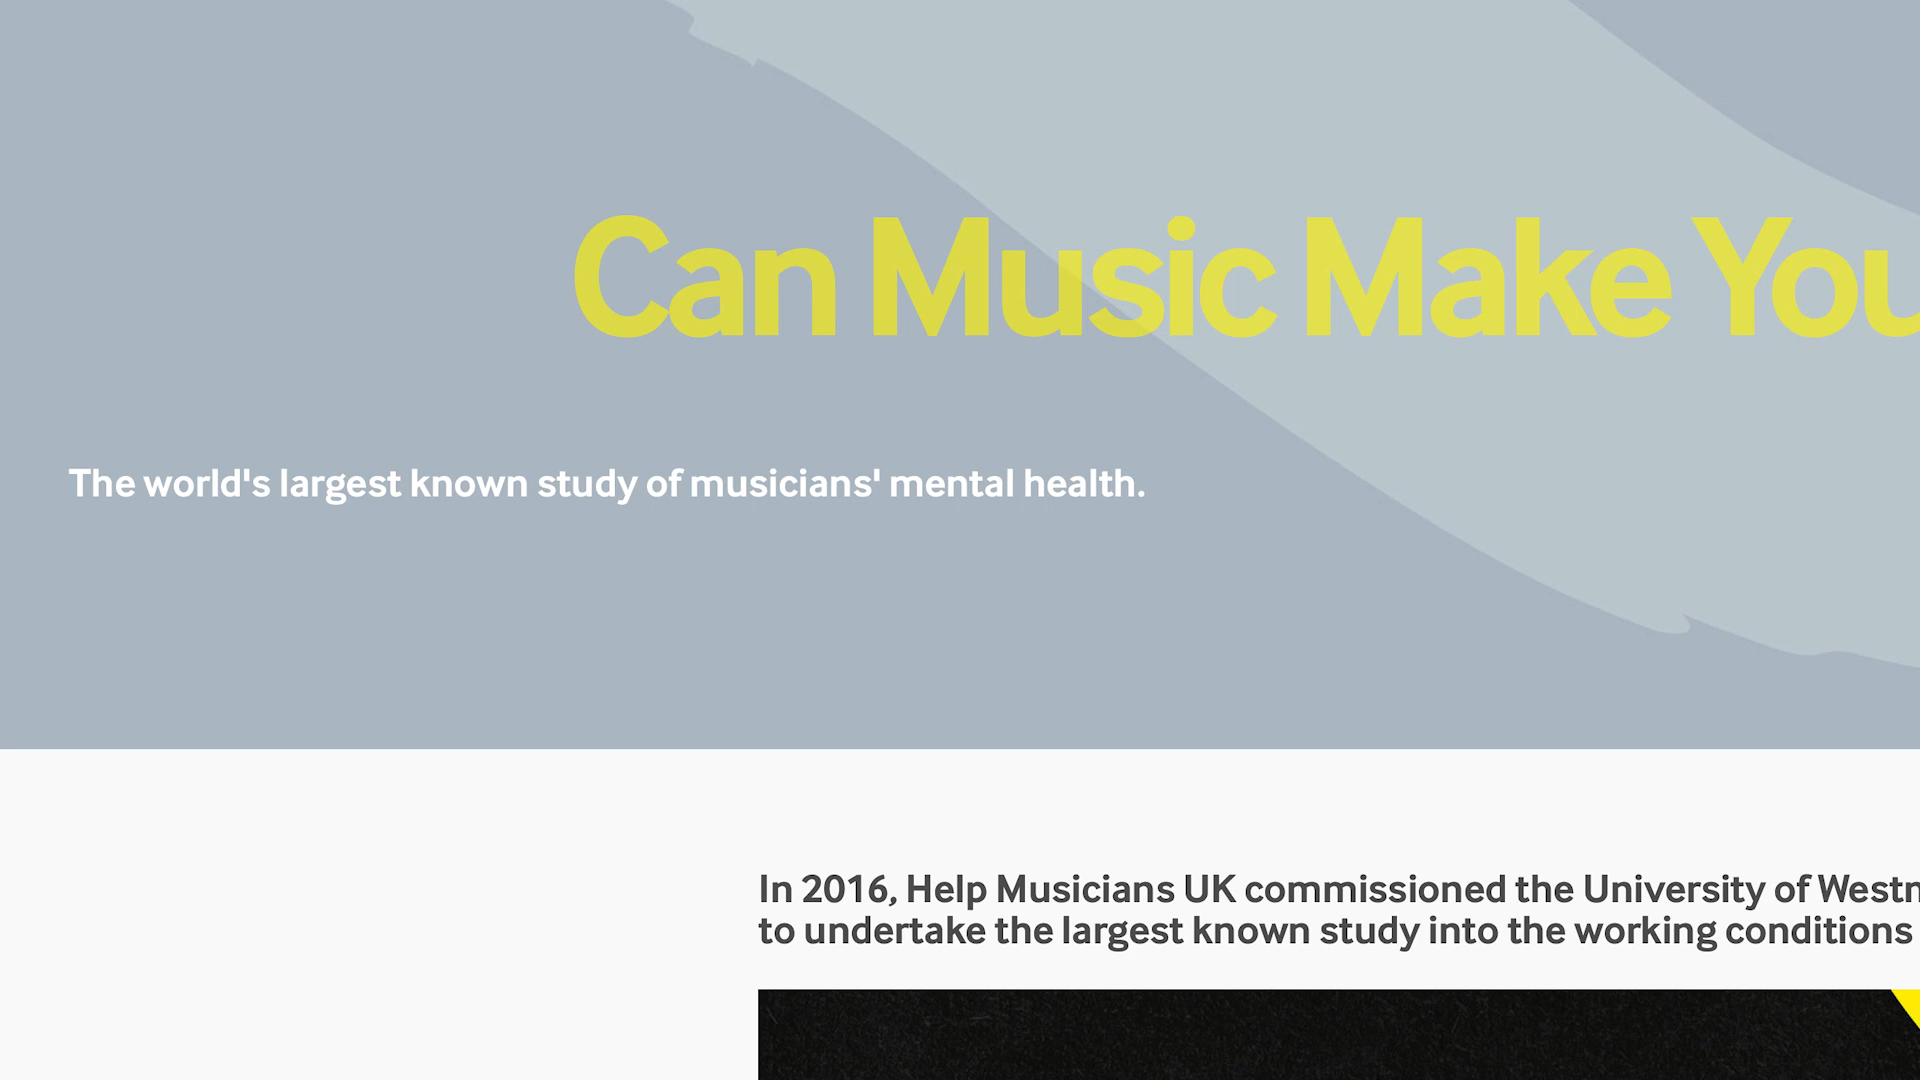 Can Music Make You
The world's largest known study of musicians' mental health.
In 2016, Help Musicians UK commissioned the University of
to undertake the largest known study into the working conditions